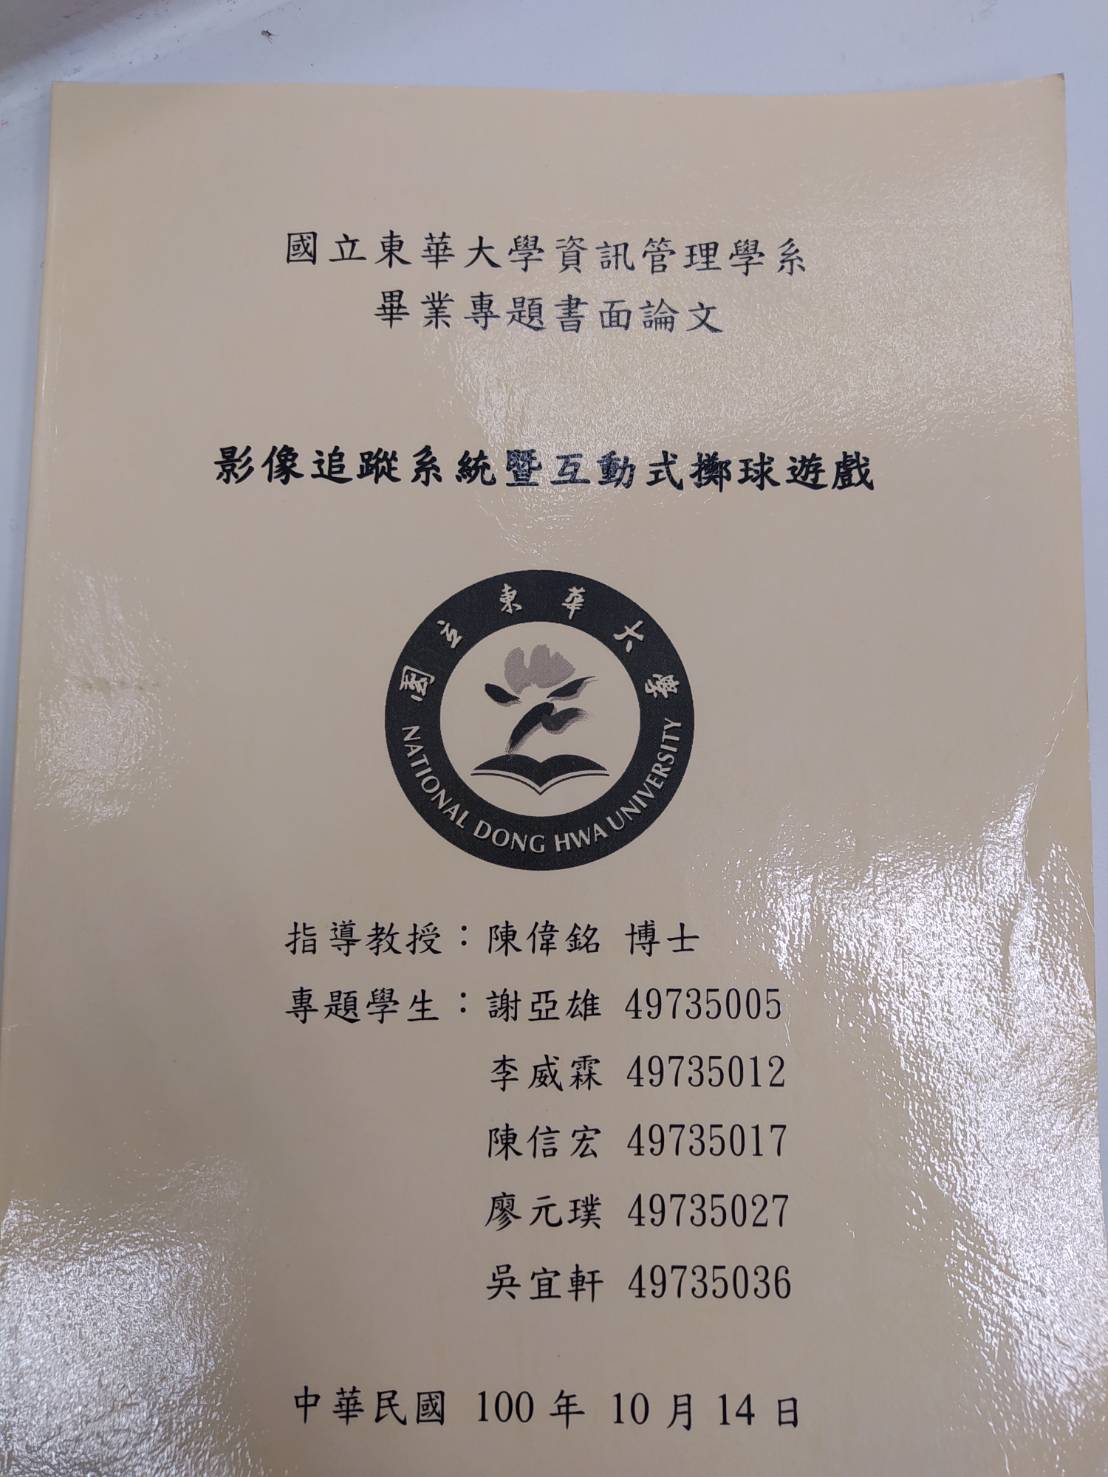 國立東華大學資訊管理學系
畢業專題書面論文
影像追蹤系統暨互動式擲球遊戲
國立東華大學
NATIONAL DONG HWA UNIVERSITY
指導教授：陳偉銘 博士
專題學生：謝亞雄 49735005
李威霖 49735012
陳信宏 49735017
廖元璞 49735027
吳宜軒 49735036
中華民國 100 年 10 月 14 日